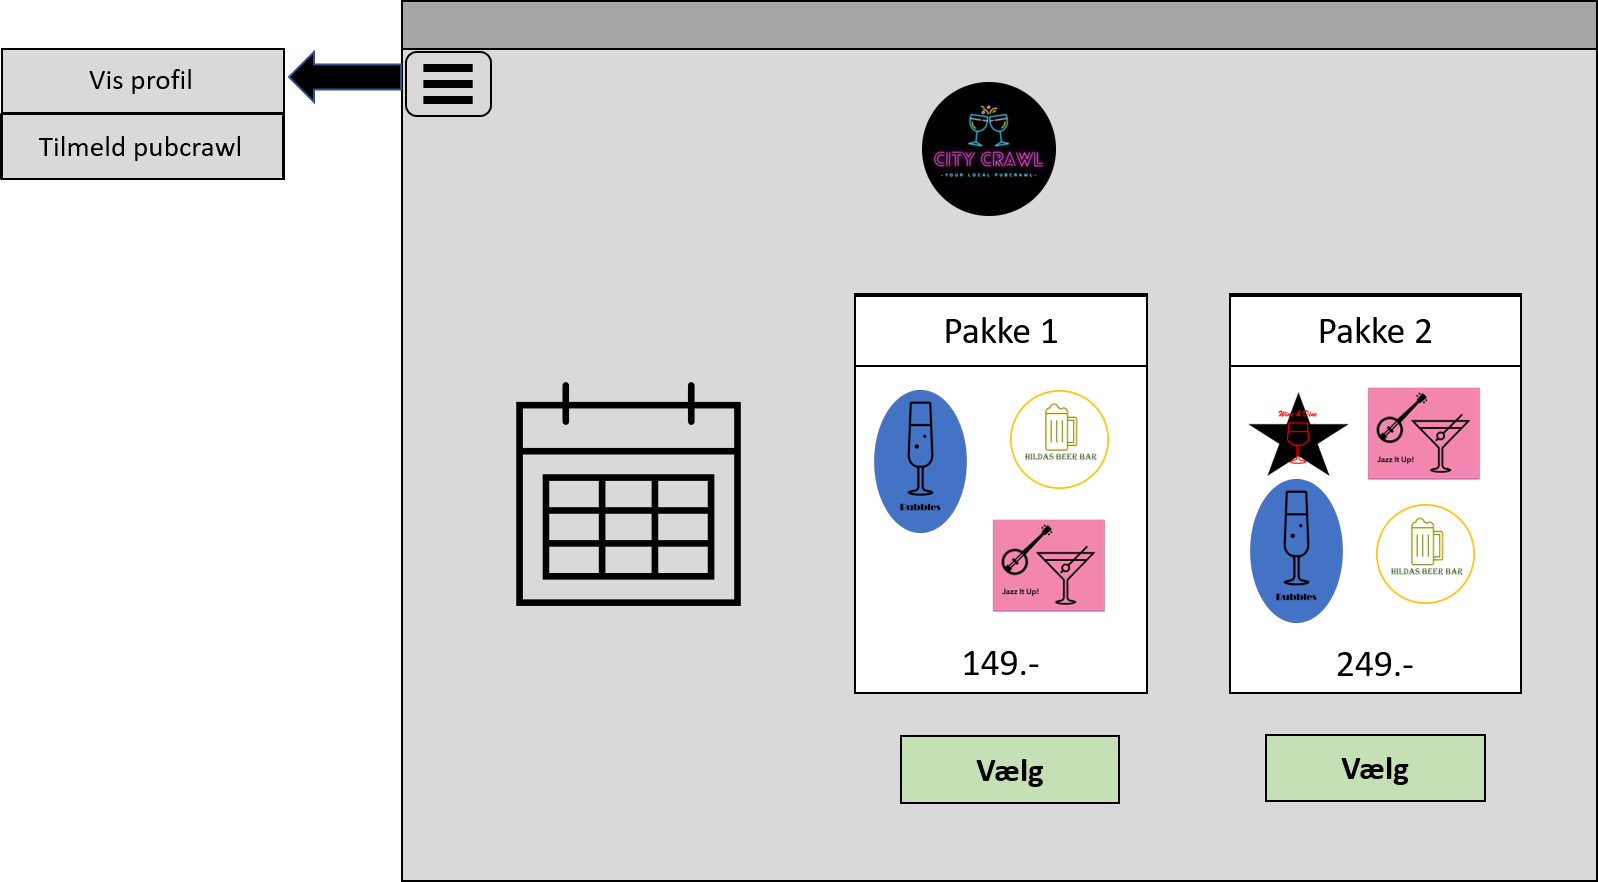 Vis profil
Tilmeld pubcrawl
CITY CRAWL
-YOUR LOCAL PUBCRAWL-
Pakke 1
Bubbles
HILDAS BEER BAR
Jazz It Up!
149.-
Vælg
Pakke 2
Wine & Dine
Jazz It Up!
Bubbles
HILDAS BEER BAR
249.-
Vælg